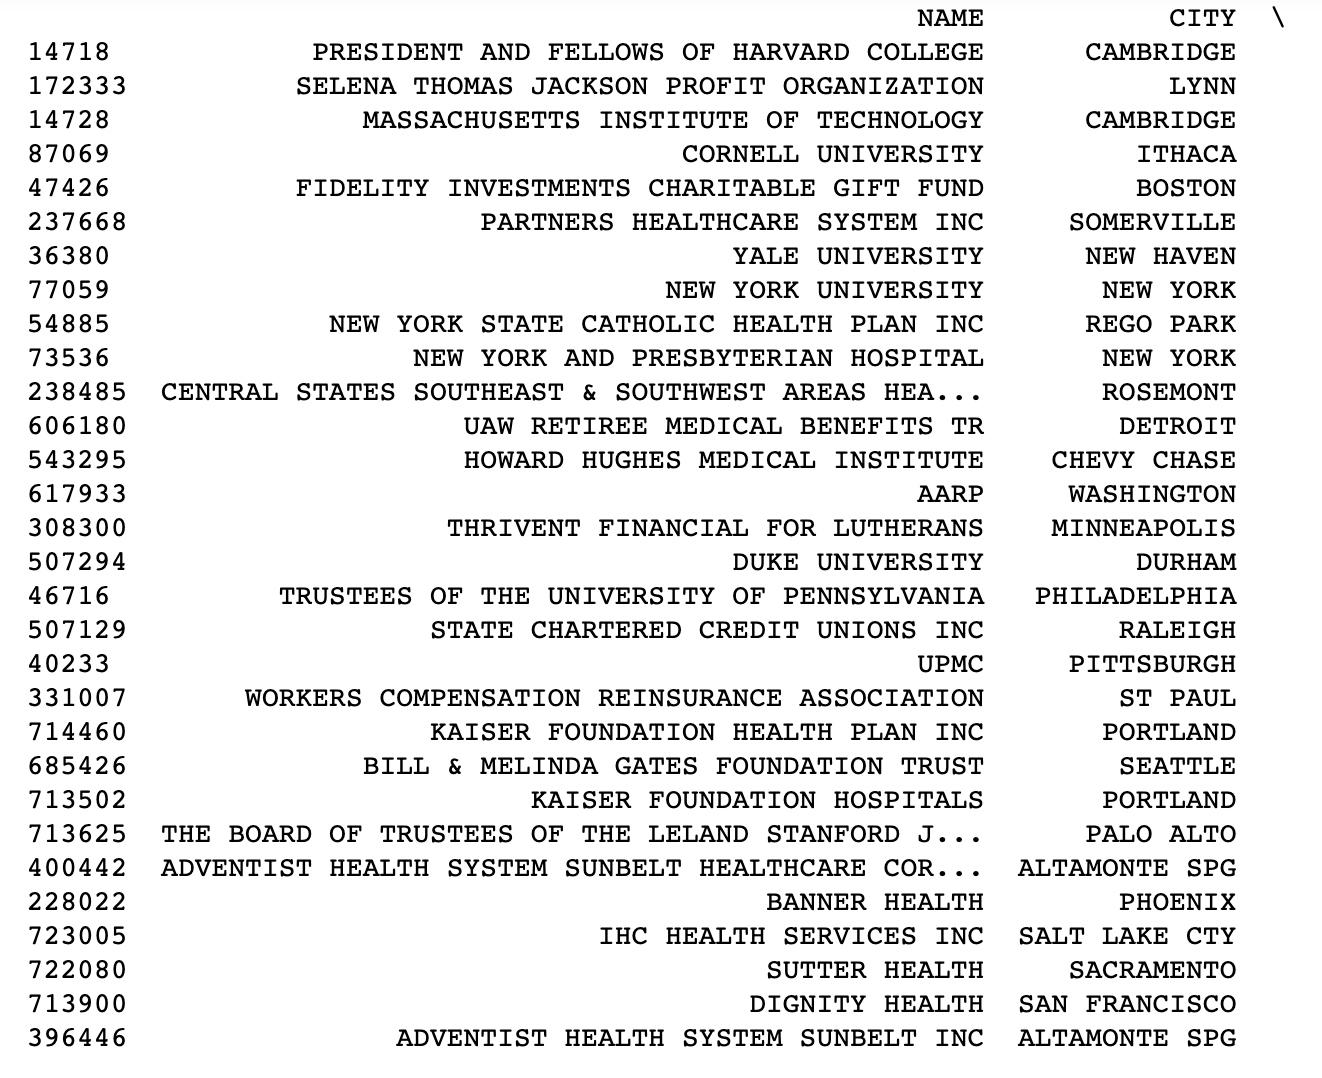 NAME CITY \
14718 PRESIDENT AND FELLOWS OF HARVARD COLLEGE CAMBRIDGE
172333 SELENA THOMAS JACKSON PROFIT ORGANIZATION LYNN
14728 MASSACHUSETTS INSTITUTE OF TECHNOLOGY CAMBRIDGE
87069 CORNELL UNIVERSITY ITHACA
47426 FIDELITY INVESTMENTS CHARITABLE GIFT FUND BOSTON
237668 PARTNERS HEALTHCARE SYSTEM INC SOMERVILLE
36380 YALE UNIVERSITY NEW HAVEN
77059 NEW YORK UNIVERSITY NEW YORK
54885 NEW YORK STATE CATHOLIC HEALTH PLAN INC REGO PARK
73536 NEW YORK AND PRESBYTERIAN HOSPITAL NEW YORK
238485 CENTRAL STATES SOUTHEAST & SOUTHWEST AREAS HEA... ROSEMONT
606180 UAW RETIREE MEDICAL BENEFITS TR DETROIT
543295 HOWARD HUGHES MEDICAL INSTITUTE CHEVY CHASE
617933 AARP WASHINGTON
308300 THRIVENT FINANCIAL FOR LUTHERANS MINNEAPOLIS
507294 DUKE UNIVERSITY DURHAM
46716 TRUSTEES OF THE UNIVERSITY OF PENNSYLVANIA PHILADELPHIA
507129 STATE CHARTERED CREDIT UNIONS INC RALEIGH
40233 UPMC PITTSBURGH
331007 WORKERS COMPENSATION REINSURANCE ASSOCIATION ST PAUL
714460 KAISER FOUNDATION HEALTH PLAN INC PORTLAND
685426 BILL & MELINDA GATES FOUNDATION TRUST SEATTLE
713502 KAISER FOUNDATION HOSPITALS PORTLAND
713625 THE BOARD OF TRUSTEES OF THE LELAND STANFORD J... PALO ALTO
400442 ADVENTIST HEALTH SYSTEM SUNBELT HEALTHCARE COR... ALTAMONTE SPG
228022 BANNER HEALTH PHOENIX
723005 IHC HEALTH SERVICES INC SALT LAKE CTY
722080 SUTTER HEALTH SACRAMENTO
713900 DIGNITY HEALTH SAN FRANCISCO
396446 ADVENTIST HEALTH SYSTEM SUNBELT INC ALTAMONTE SPG